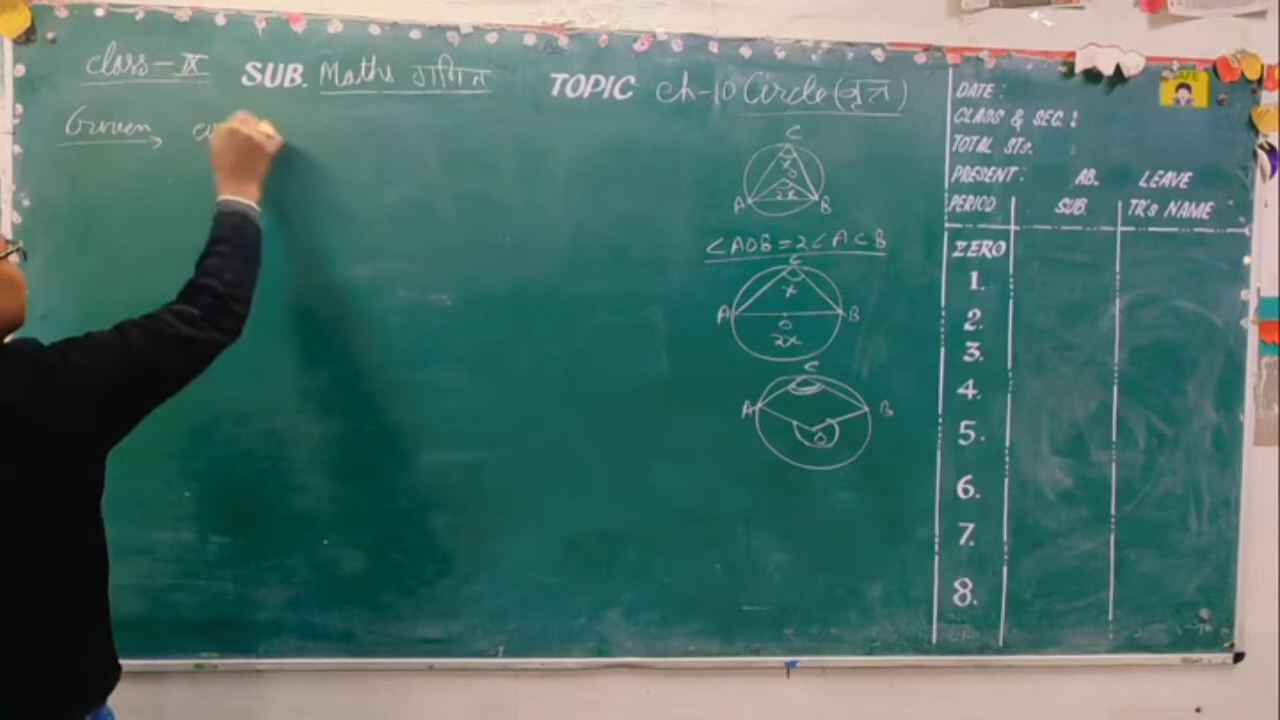 class-IX SUB. Maths गणित TOPIC Ch-10 Circle (वृत्त)
Given
C
x
O
2x
A B
∠AOB = 2∠ACB
C
x
A B
O
2x
C
A B
O
SAFE
DATE :
CLASS & SEC. :
TOTAL STs.
PRESENT : AB. LEAVE
PERIOD SUB. TR's NAME
ZERO
1.
2.
3.
4.
5.
6.
7.
8.